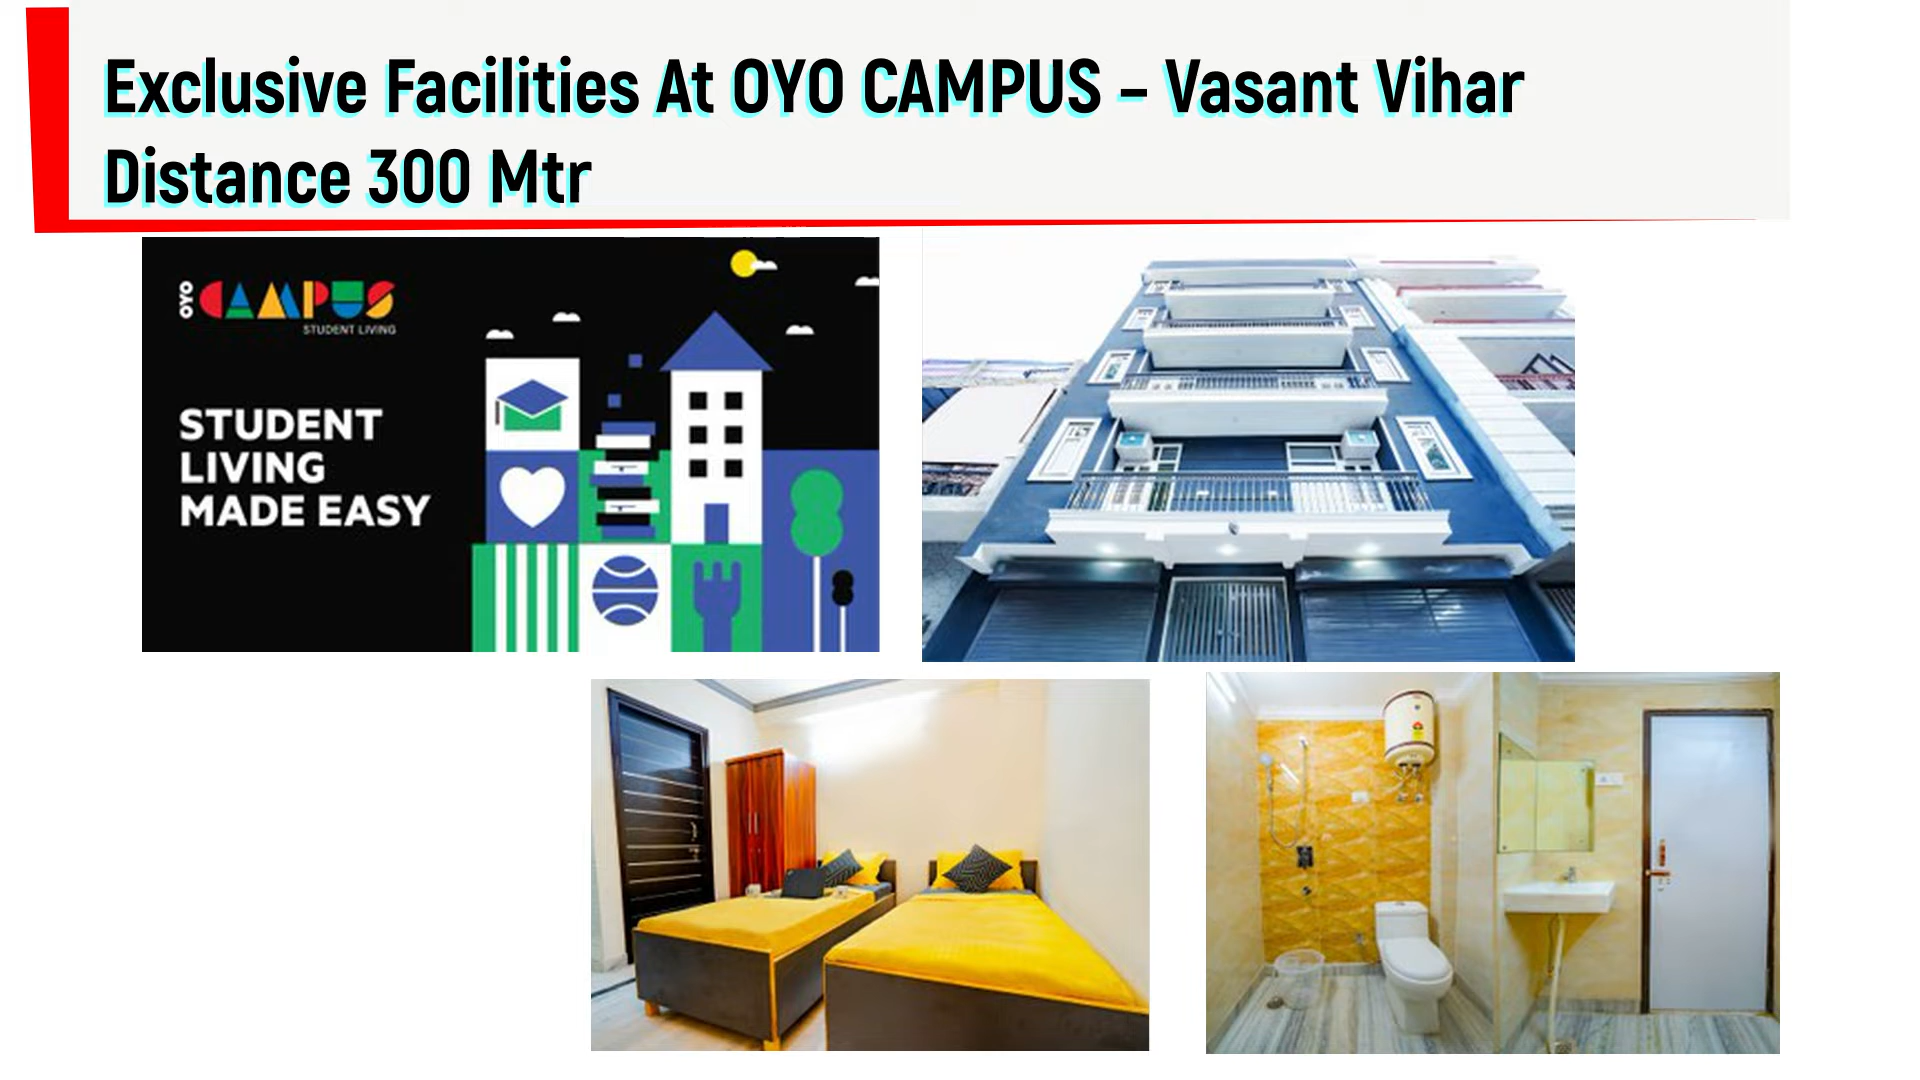 Exclusive Facilities At OYO CAMPUS – Vasant Vihar
Distance 300 Mtr
OYO CAMPUS
STUDENT LIVING
STUDENT
LIVING
MADE EASY